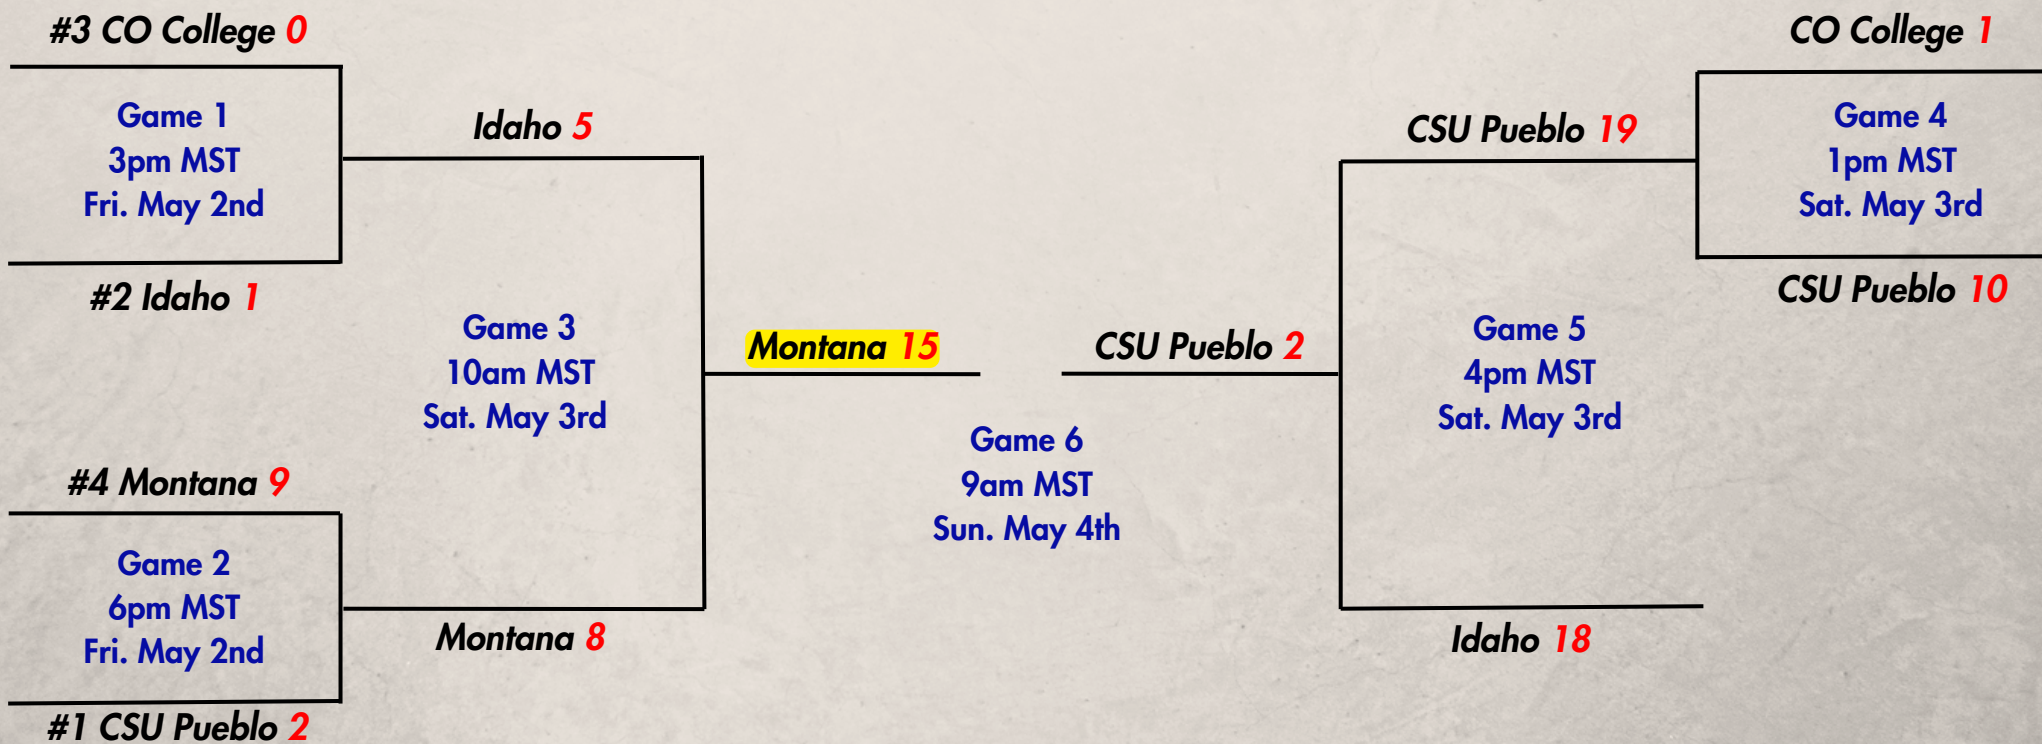 #3 CO College 0
Game 1
3pm MST
Fri. May 2nd
#2 Idaho 1
#4 Montana 9
Game 2
6pm MST
Fri. May 2nd
#1 CSU Pueblo 2
Idaho 5
Game 3
10am MST
Sat. May 3rd
Montana 8
Montana 15
CSU Pueblo 2
Game 6
9am MST
Sun. May 4th
CSU Pueblo 19
Game 5
4pm MST
Sat. May 3rd
Idaho 18
CO College 1
Game 4
1pm MST
Sat. May 3rd
CSU Pueblo 10